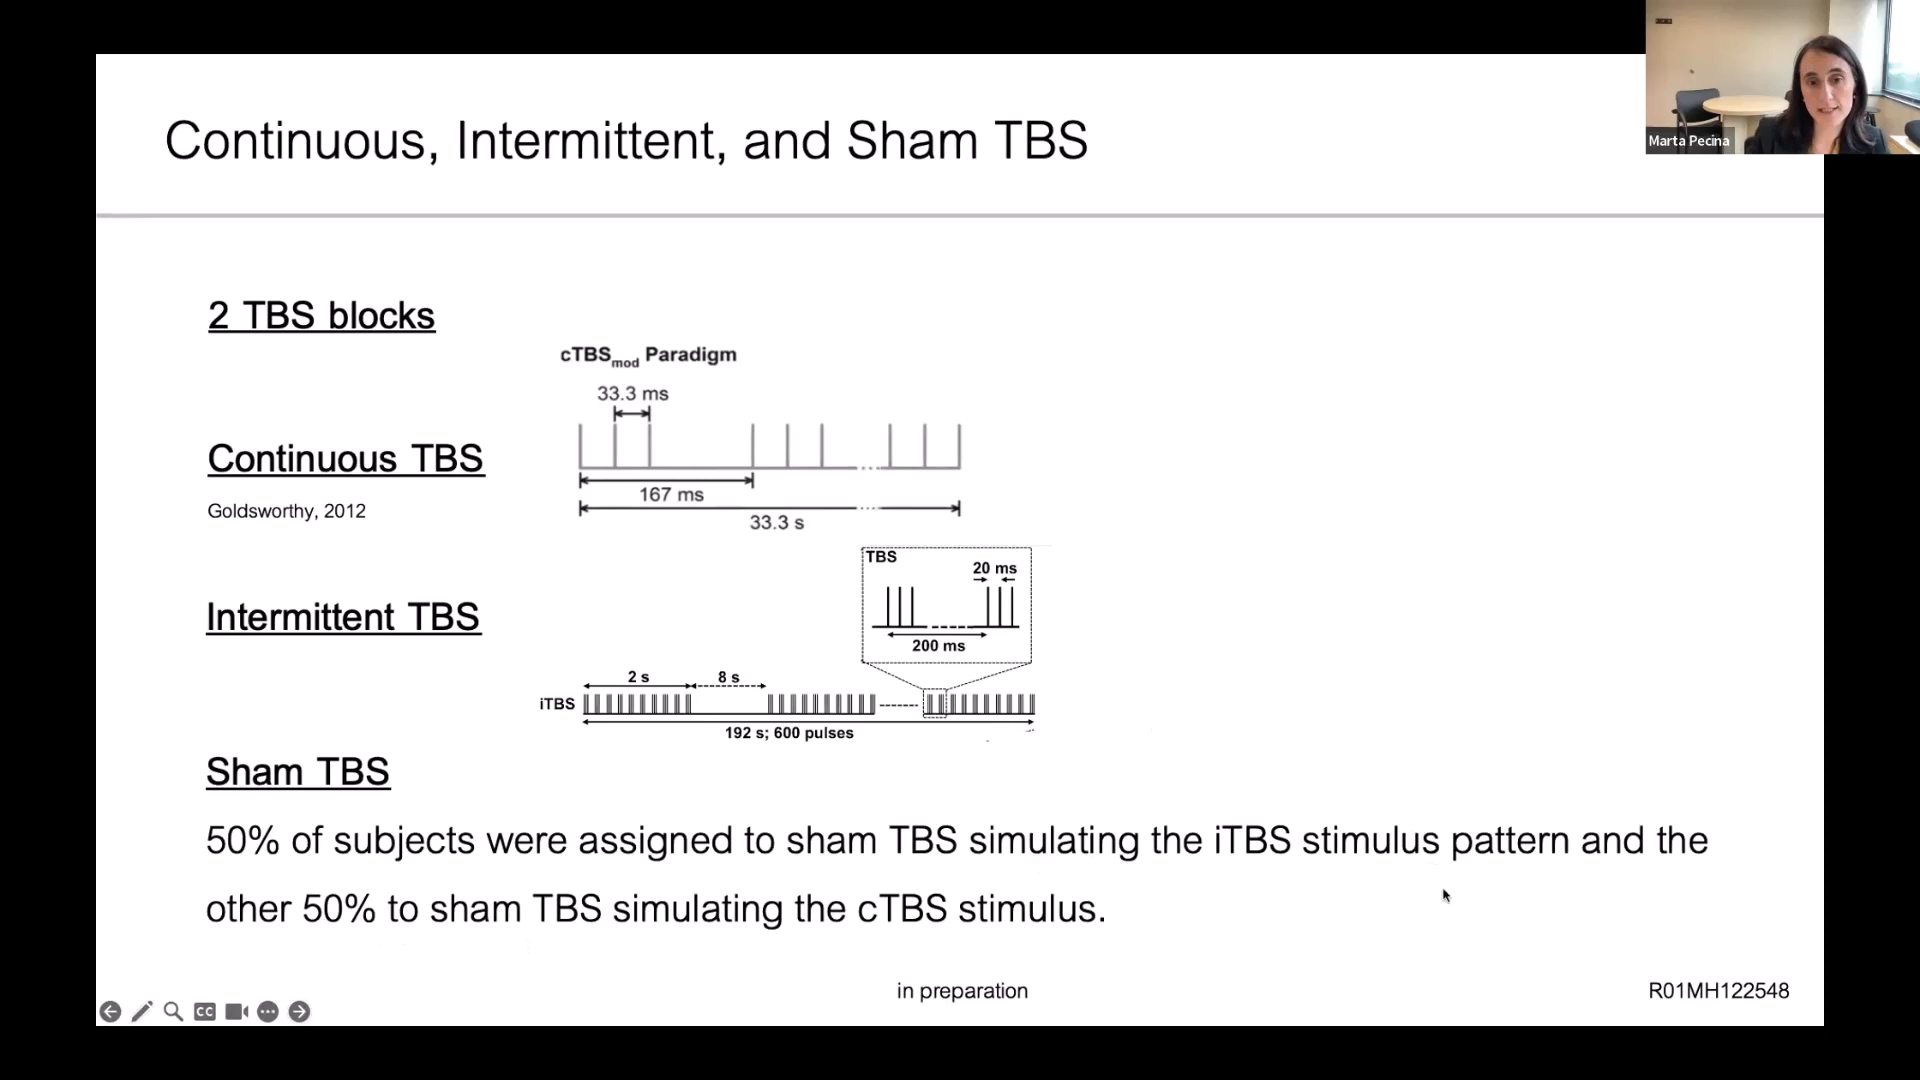 Continuous, Intermittent, and Sham TBS
Marta Pecina
2 TBS blocks
cTBSmod Paradigm
33.3 ms
Continuous TBS
167 ms
Goldsworthy, 2012
33.3 s
TBS
20 ms
Intermittent TBS
200 ms
2 s
8 s
iTBS
192 s; 600 pulses
Sham TBS
50% of subjects were assigned to sham TBS simulating the iTBS stimulus pattern and the
other 50% to sham TBS simulating the cTBS stimulus.
in preparation
R01MH122548
CC